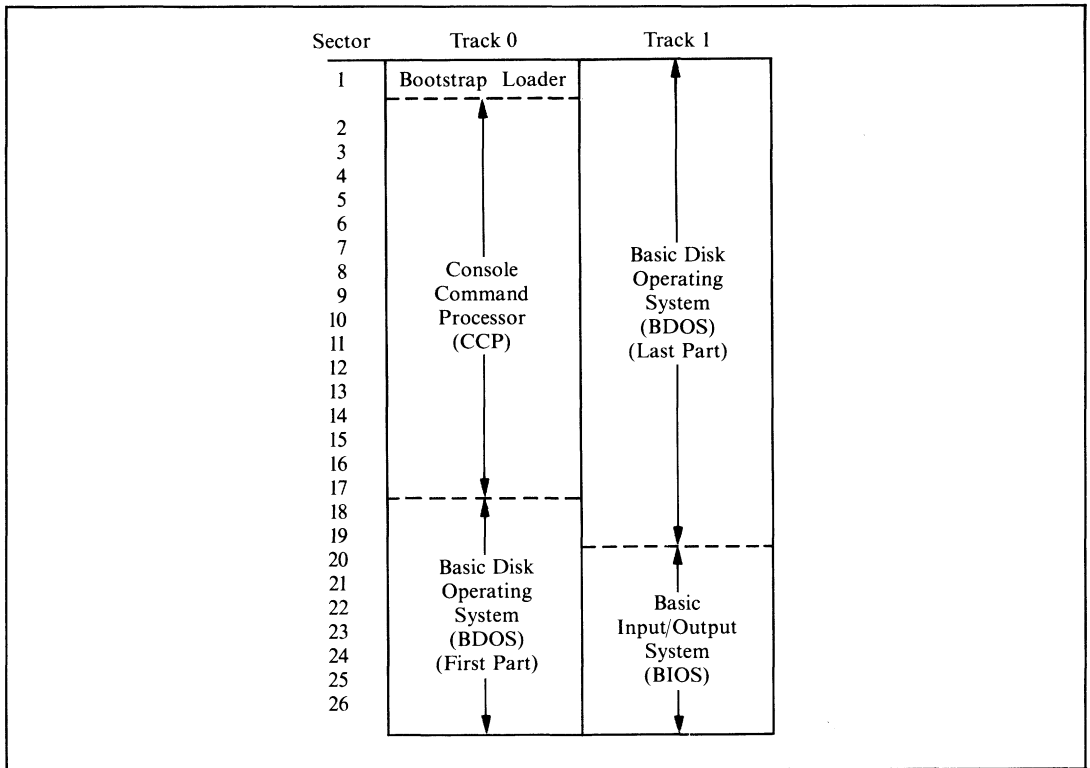 Sector Track 0 Track 1
1 Bootstrap Loader
2
3
4
5
6
7
8
9
10
11
12
13
14
15
16
17
18
19
20
21
22
23
24
25
26
Console
Command
Processor
(CCP)
Basic Disk
Operating
System
(BDOS)
(First Part)
Basic Disk
Operating
System
(BDOS)
(Last Part)
Basic
Input/Output
System
(BIOS)